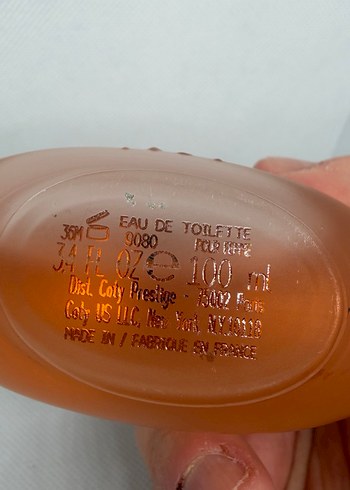 EAU DE TOILETTE
36M 9080 POUR FEMME
3.4 FL OZ e 100 ml
Dist. Coty Prestige - 75002 Paris
Coty US LLC, New York, NY 10118
MADE IN / FABRIQUÉ EN FRANCE